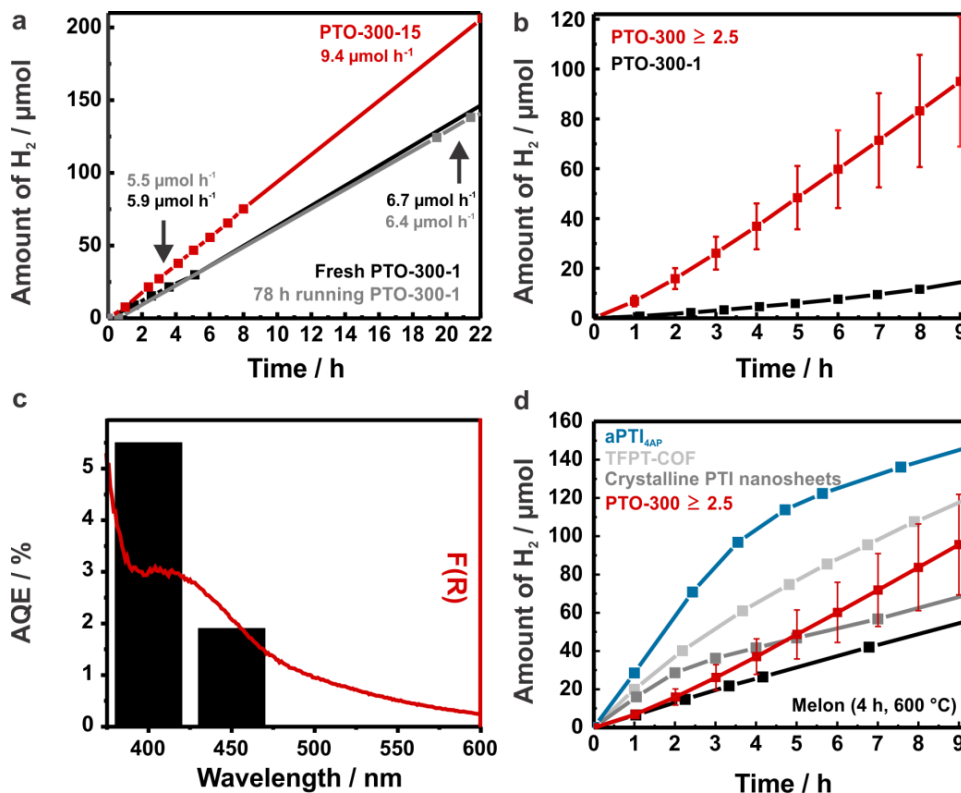 a
Amount of H₂ / µmol
200
150
100
50
0
PTO-300-15
9.4 µmol h⁻¹
5.5 µmol h⁻¹
5.9 µmol h⁻¹
6.7 µmol h⁻¹
6.4 µmol h⁻¹
Fresh PTO-300-1
78 h running PTO-300-1
0 2 4 6 8 10 12 14 16 18 20 22
Time / h
b
Amount of H₂ / µmol
120
100
80
60
40
20
0
PTO-300 ≥ 2.5
PTO-300-1
0 1 2 3 4 5 6 7 8 9
Time / h
c
AQE / %
5
4
3
2
1
0
F(R)
400 450 500 550 600
Wavelength / nm
d
Amount of H₂ / µmol
160
140
120
100
80
60
40
20
0
aPTI₄AP
TFPT-COF
Crystalline PTI nanosheets
PTO-300 ≥ 2.5
Melon (4 h, 600 °C)
0 1 2 3 4 5 6 7 8 9
Time / h